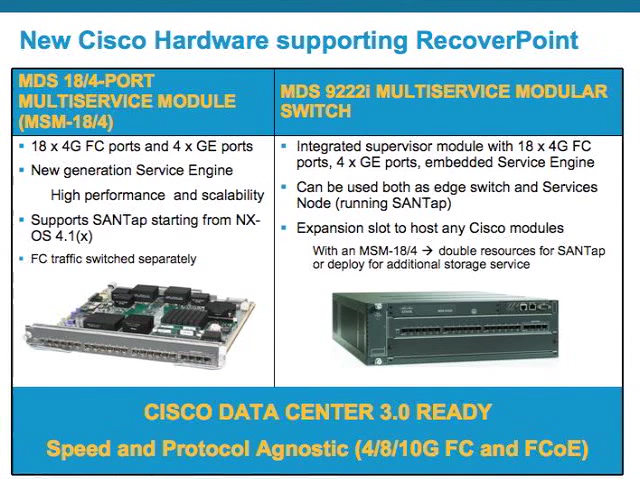 New Cisco Hardware supporting RecoverPoint
MDS 18/4-PORT
MULTISERVICE MODULE
(MSM-18/4)
▪ 18 x 4G FC ports and 4 x GE ports
▪ New generation Service Engine
High performance and scalability
▪ Supports SANTap starting from NX-
OS 4.1(x)
▪ FC traffic switched separately
MDS 9222i MULTISERVICE MODULAR
SWITCH
▪ Integrated supervisor module with 18 x 4G FC
ports, 4 x GE ports, embedded Service Engine
▪ Can be used both as edge switch and Services
Node (running SANTap)
▪ Expansion slot to host any Cisco modules
With an MSM-18/4 → double resources for SANTap
or deploy for additional storage service
CISCO DATA CENTER 3.0 READY
Speed and Protocol Agnostic (4/8/10G FC and FCoE)